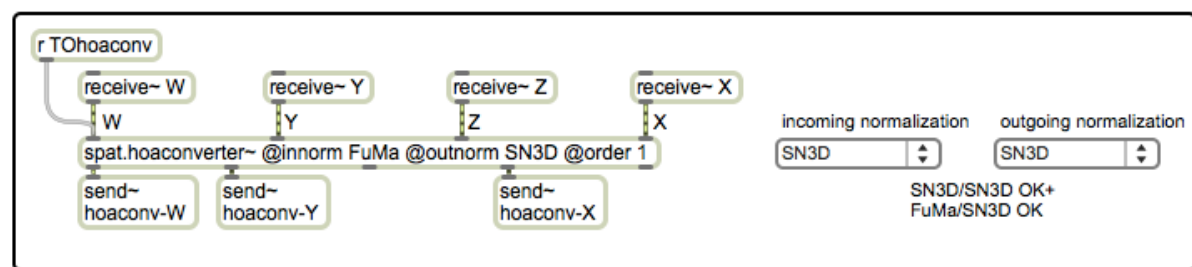 r TOhoaconv
receive~ W
receive~ Y
receive~ Z
receive~ X
W
Y
Z
X
incoming normalization
outgoing normalization
spat.hoaconverter~ @innorm FuMa @outnorm SN3D @order 1
SN3D
SN3D
send~
hoaconv-W
send~
hoaconv-Y
send~
hoaconv-X
SN3D/SN3D OK+
FuMa/SN3D OK